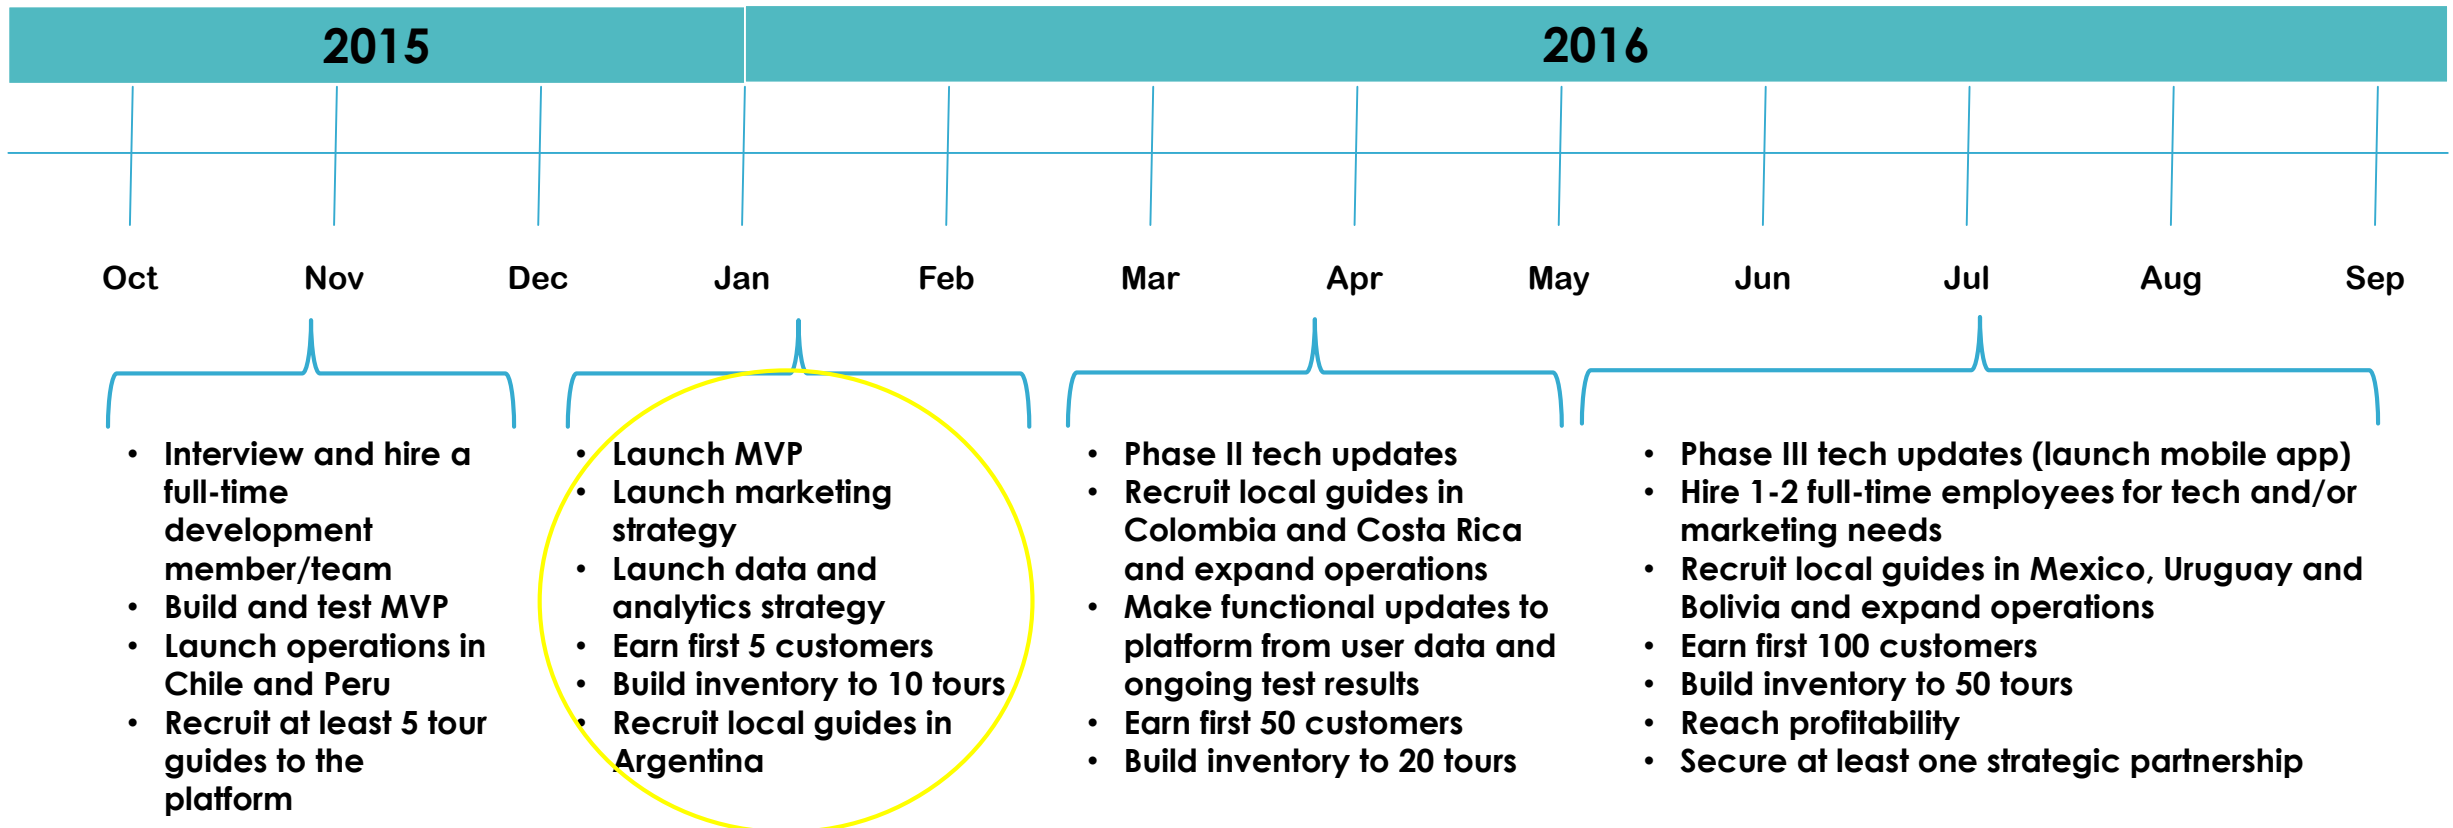 2015
2016
Oct
Nov
Dec
Jan
Feb
Mar
Apr
May
Jun
Jul
Aug
Sep
• Interview and hire a
full-time
development
member/team
• Build and test MVP
• Launch operations in
Chile and Peru
• Recruit at least 5 tour
guides to the
platform
• Launch MVP
• Launch marketing
strategy
• Launch data and
analytics strategy
• Earn first 5 customers
• Build inventory to 10 tours
• Recruit local guides in
Argentina
• Phase II tech updates
• Recruit local guides in
Colombia and Costa Rica
and expand operations
• Make functional updates to
platform from user data and
ongoing test results
• Earn first 50 customers
• Build inventory to 20 tours
• Phase III tech updates (launch mobile app)
• Hire 1-2 full-time employees for tech and/or
marketing needs
• Recruit local guides in Mexico, Uruguay and
Bolivia and expand operations
• Earn first 100 customers
• Build inventory to 50 tours
• Reach profitability
• Secure at least one strategic partnership